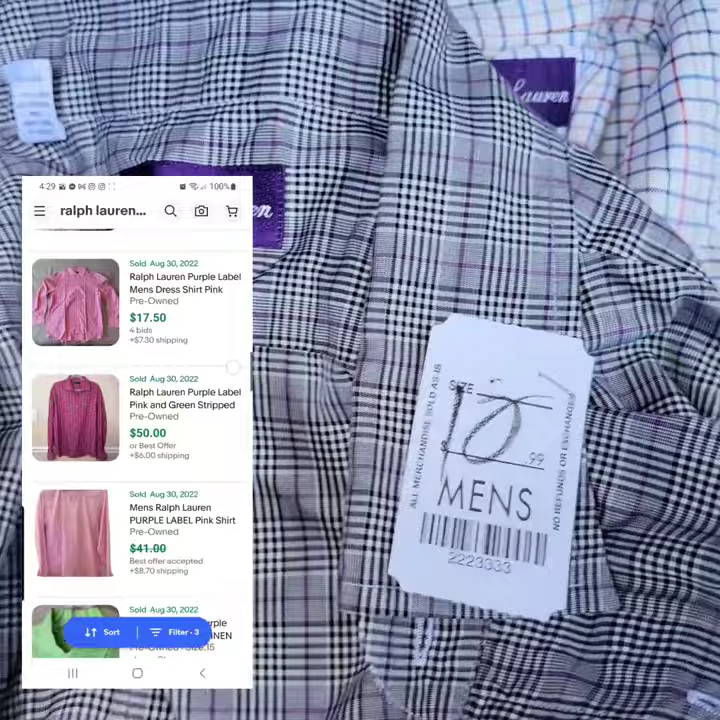 Lauren
en
4:29
100%
ralph lauren...
Sold Aug 30, 2022
Ralph Lauren Purple Label
Mens Dress Shirt Pink
Pre-Owned
$17.50
4 bids
+$7.30 shipping
Sold Aug 30, 2022
Ralph Lauren Purple Label
Pink and Green Stripped
Pre-Owned
$50.00
or Best Offer
+$6.00 shipping
Sold Aug 30, 2022
Mens Ralph Lauren
PURPLE LABEL Pink Shirt
Pre-Owned
$41.00
Best offer accepted
+$8.70 shipping
Sold Aug 30, 2022
rple
INEN
Sort
Filter • 3
ALL MERCHANDISE SOLD AS IS
SIZE
$10.99
MENS
2223333
NO REFUNDS OR EXCHANGES